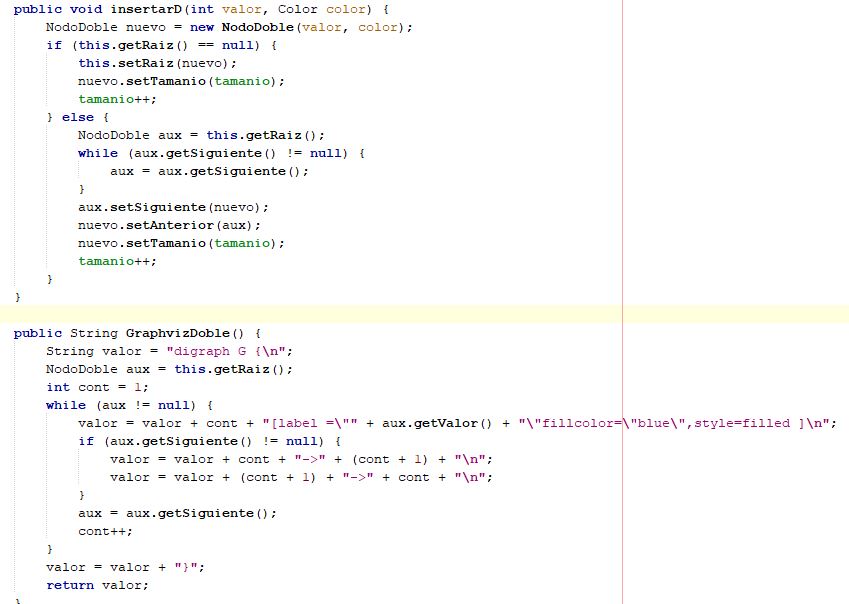 public void insertarD(int valor, Color color) {
NodoDoble nuevo = new NodoDoble(valor, color);
if (this.getRaiz() == null) {
this.setRaiz(nuevo);
nuevo.setTamanio(tamanio);
tamanio++;
} else {
NodoDoble aux = this.getRaiz();
while (aux.getSiguiente() != null) {
aux = aux.getSiguiente();
}
aux.setSiguiente(nuevo);
nuevo.setAnterior(aux);
nuevo.setTamanio(tamanio);
tamanio++;
}
}
public String GraphvizDoble() {
String valor = "digraph G {\n";
NodoDoble aux = this.getRaiz();
int cont = 1;
while (aux != null) {
valor = valor + cont + "[label =\"" + aux.getValor() + "\"fillcolor=\"blue\",style=filled ]\n";
if (aux.getSiguiente() != null) {
valor = valor + cont + "->" + (cont + 1) + "\n";
valor = valor + (cont + 1) + "->" + cont + "\n";
}
aux = aux.getSiguiente();
cont++;
}
valor = valor + "}";
return valor;
}